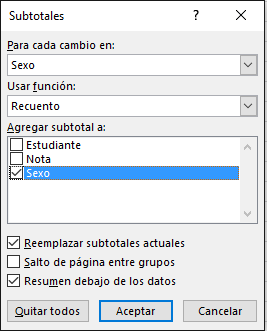 Subtotales
Para cada cambio en:
Sexo
Usar función:
Recuento
Agregar subtotal a:
Estudiante
Nota
Sexo
Reemplazar subtotales actuales
Salto de página entre grupos
Resumen debajo de los datos
Quitar todos Aceptar Cancelar